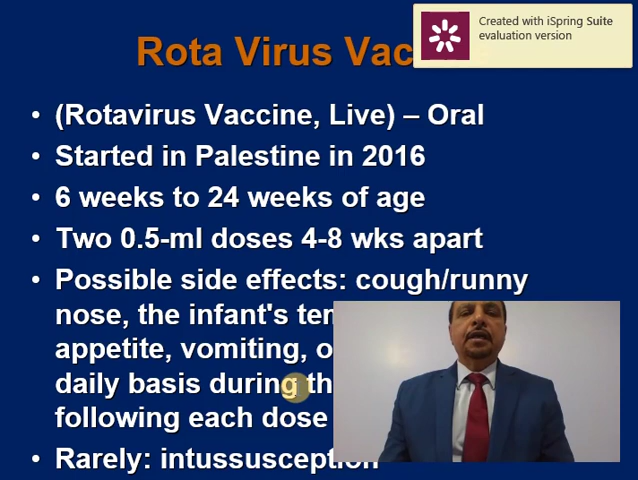 Created with iSpring Suite
evaluation version
Rota Virus
• (Rotavirus Vaccine, Live) – Oral
• Started in Palestine in 2016
• 6 weeks to 24 weeks of age
• Two 0.5-ml doses 4-8 wks apart
• Possible side effects: cough/runny
nose, the infant's
appetite, vomiting,
daily basis during
following each dose
• Rarely: intussusception